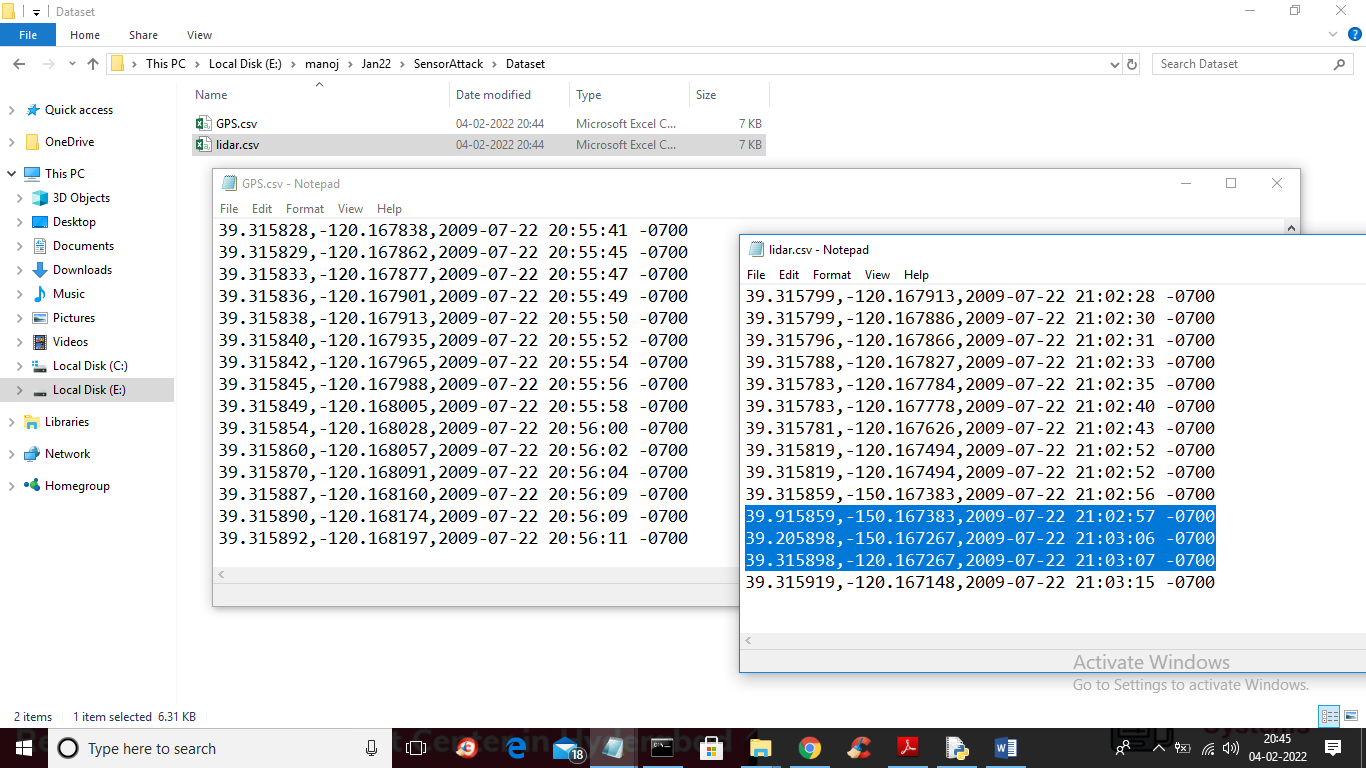 Dataset
File Home Share View
This PC Local Disk (E:) manoj Jan22 SensorAttack Dataset
Search Dataset
Name Date modified Type Size
GPS.csv 04-02-2022 20:44 Microsoft Excel C... 7 KB
lidar.csv 04-02-2022 20:44 Microsoft Excel C... 7 KB
Quick access
OneDrive
This PC
3D Objects
Desktop
Documents
Downloads
Music
Pictures
Videos
Local Disk (C:)
Local Disk (E:)
Libraries
Network
Homegroup
GPS.csv - Notepad
File Edit Format View Help
39.315828,-120.167838,2009-07-22 20:55:41 -0700
39.315829,-120.167862,2009-07-22 20:55:45 -0700
39.315833,-120.167877,2009-07-22 20:55:47 -0700
39.315836,-120.167901,2009-07-22 20:55:49 -0700
39.315838,-120.167913,2009-07-22 20:55:50 -0700
39.315840,-120.167935,2009-07-22 20:55:52 -0700
39.315842,-120.167965,2009-07-22 20:55:54 -0700
39.315845,-120.167988,2009-07-22 20:55:56 -0700
39.315849,-120.168005,2009-07-22 20:55:58 -0700
39.315854,-120.168028,2009-07-22 20:56:00 -0700
39.315860,-120.168057,2009-07-22 20:56:02 -0700
39.315870,-120.168091,2009-07-22 20:56:04 -0700
39.315887,-120.168160,2009-07-22 20:56:09 -0700
39.315890,-120.168174,2009-07-22 20:56:09 -0700
39.315892,-120.168197,2009-07-22 20:56:11 -0700
lidar.csv - Notepad
File Edit Format View Help
39.315799,-120.167913,2009-07-22 21:02:28 -0700
39.315799,-120.167886,2009-07-22 21:02:30 -0700
39.315796,-120.167866,2009-07-22 21:02:31 -0700
39.315788,-120.167827,2009-07-22 21:02:33 -0700
39.315783,-120.167784,2009-07-22 21:02:35 -0700
39.315783,-120.167778,2009-07-22 21:02:40 -0700
39.315781,-120.167626,2009-07-22 21:02:43 -0700
39.315819,-120.167494,2009-07-22 21:02:52 -0700
39.315819,-120.167494,2009-07-22 21:02:52 -0700
39.315859,-150.167383,2009-07-22 21:02:56 -0700
39.915859,-150.167383,2009-07-22 21:02:57 -0700
39.205898,-150.167267,2009-07-22 21:03:06 -0700
39.315898,-120.167267,2009-07-22 21:03:07 -0700
39.315919,-120.167148,2009-07-22 21:03:15 -0700
Activate Windows
Go to Settings to activate Windows.
2 items 1 item selected 6.31 KB
Type here to search
18
20:45
04-02-2022